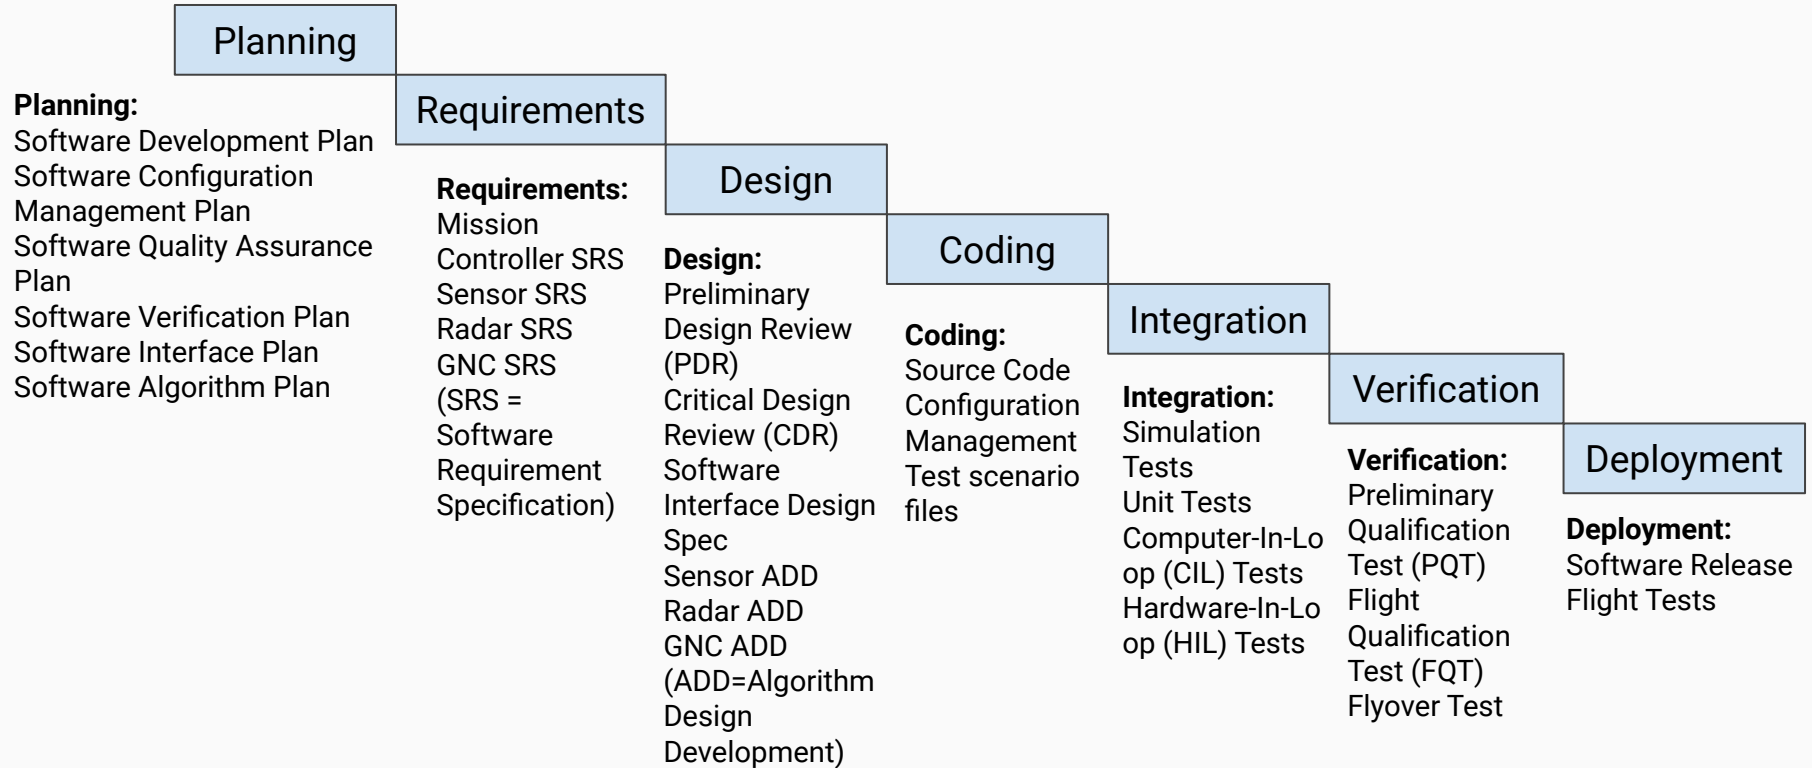 Planning
Requirements
Design
Coding
Integration
Verification
Deployment
Planning:
Software Development Plan
Software Configuration
Management Plan
Software Quality Assurance
Plan
Software Verification Plan
Software Interface Plan
Software Algorithm Plan
Requirements:
Mission
Controller SRS
Sensor SRS
Radar SRS
GNC SRS
(SRS =
Software
Requirement
Specification)
Design:
Preliminary
Design Review
(PDR)
Critical Design
Review (CDR)
Software
Interface Design
Spec
Sensor ADD
Radar ADD
GNC ADD
(ADD=Algorithm
Design
Development)
Coding:
Source Code
Configuration
Management
Test scenario
files
Integration:
Simulation
Tests
Unit Tests
Computer-In-Lo
op (CIL) Tests
Hardware-In-Lo
op (HIL) Tests
Verification:
Preliminary
Qualification
Test (PQT)
Flight
Qualification
Test (FQT)
Flyover Test
Deployment:
Software Release
Flight Tests